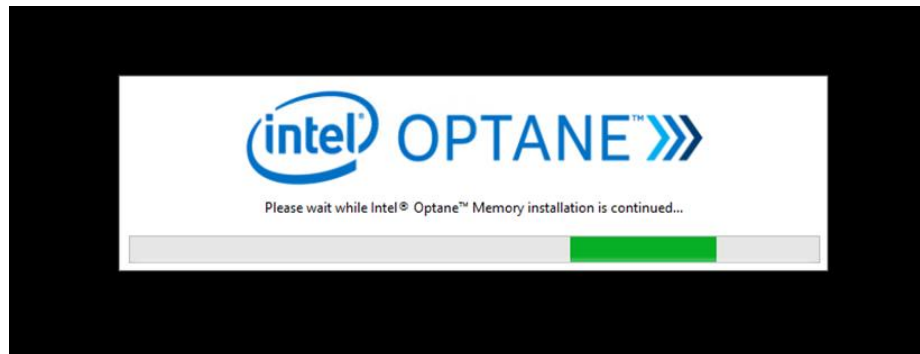 intel® OPTANE™
Please wait while Intel® Optane™ Memory installation is continued...